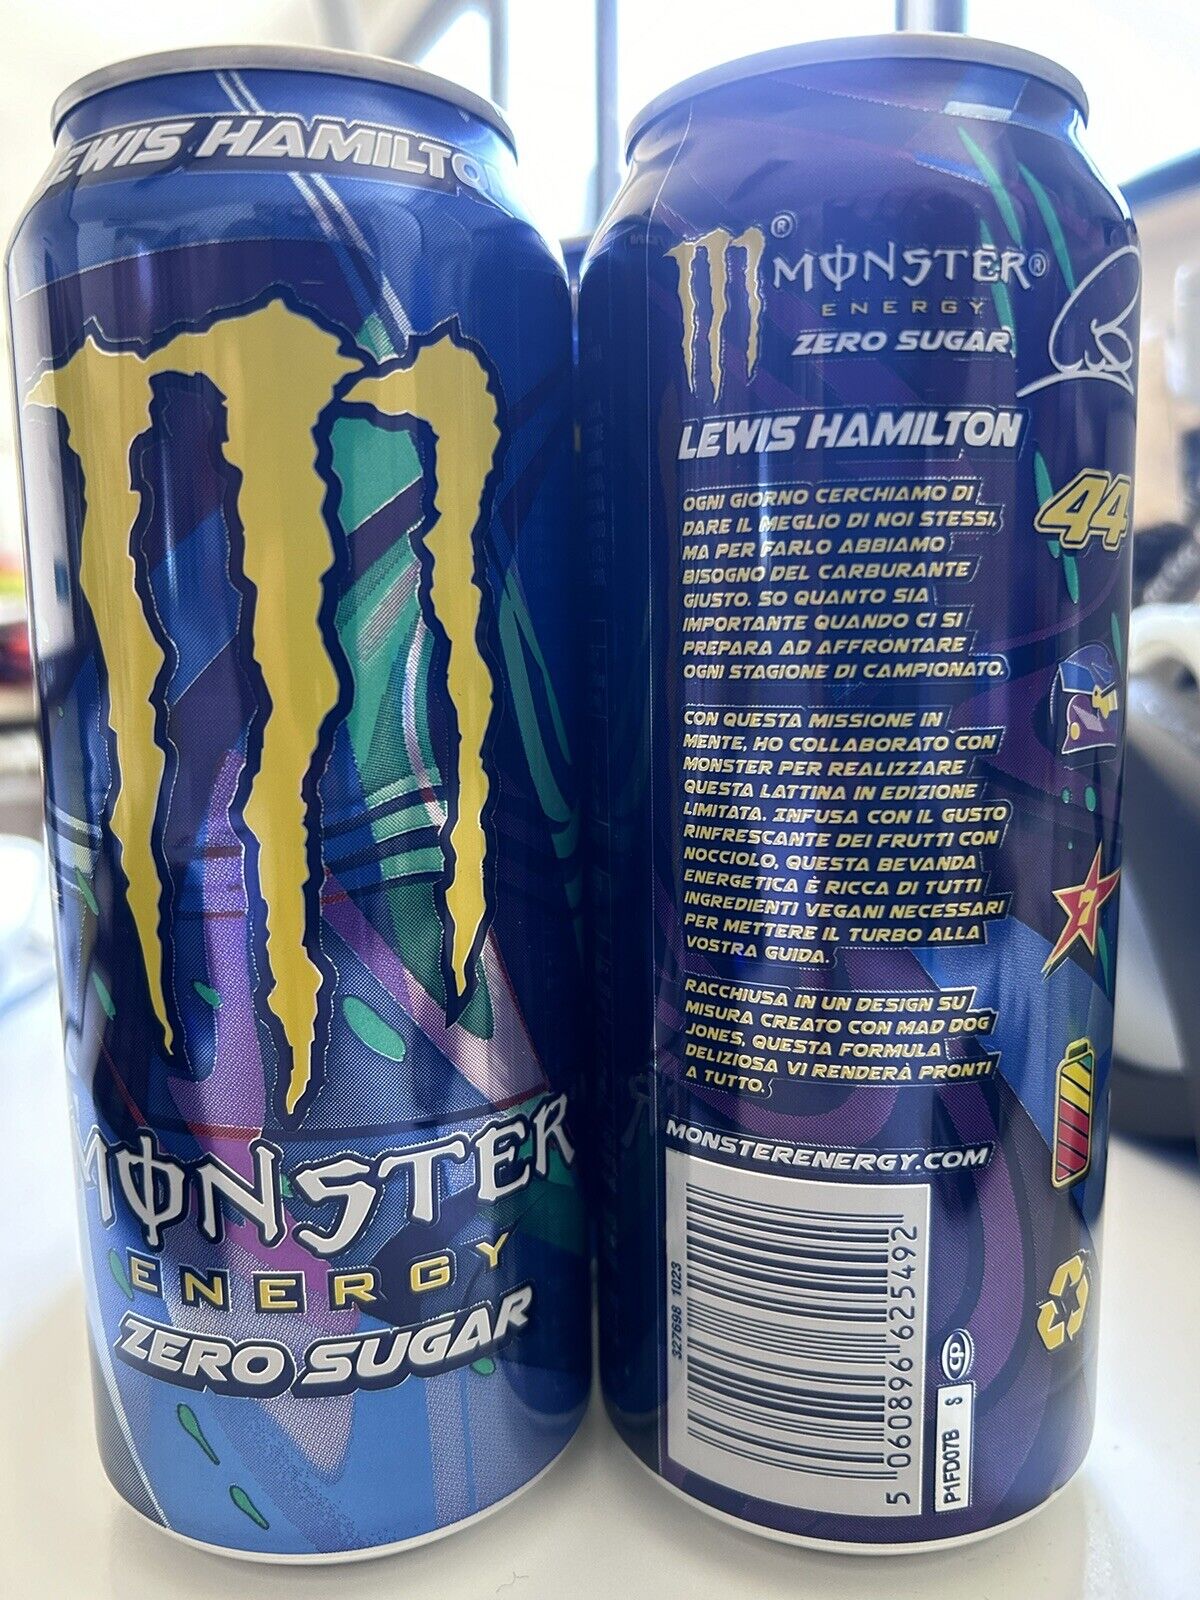 LEWIS HAMILTO
MONSTER
ENERGY
ZERO SUGAR
MONSTER®
ENERGY
ZERO SUGAR
LEWIS HAMILTON
OGNI GIORNO CERCHIAMO DI
DARE IL MEGLIO DI NOI STESSI,
MA PER FARLO ABBIAMO
BISOGNO DEL CARBURANTE
GIUSTO. SO QUANTO SIA
IMPORTANTE QUANDO CI SI
PREPARA AD AFFRONTARE
OGNI STAGIONE DI CAMPIONATO.
CON QUESTA MISSIONE IN
MENTE, HO COLLABORATO CON
MONSTER PER REALIZZARE
QUESTA LATTINA IN EDIZIONE
LIMITATA. INFUSA CON IL GUSTO
RINFRESCANTE DEI FRUTTI CON
NOCCIOLO, QUESTA BEVANDA
ENERGETICA È RICCA DI TUTTI
INGREDIENTI VEGANI NECESSARI
PER METTERE IL TURBO ALLA
VOSTRA GUIDA.
RACCHIUSA IN UN DESIGN SU
MISURA CREATO CON MAD DOG
JONES, QUESTA FORMULA
DELIZIOSA VI RENDERÀ PRONTI
A TUTTO.
MONSTERENERGY.COM
327698 1023
5 060896 625492
CP
P1FD07B S
44
7